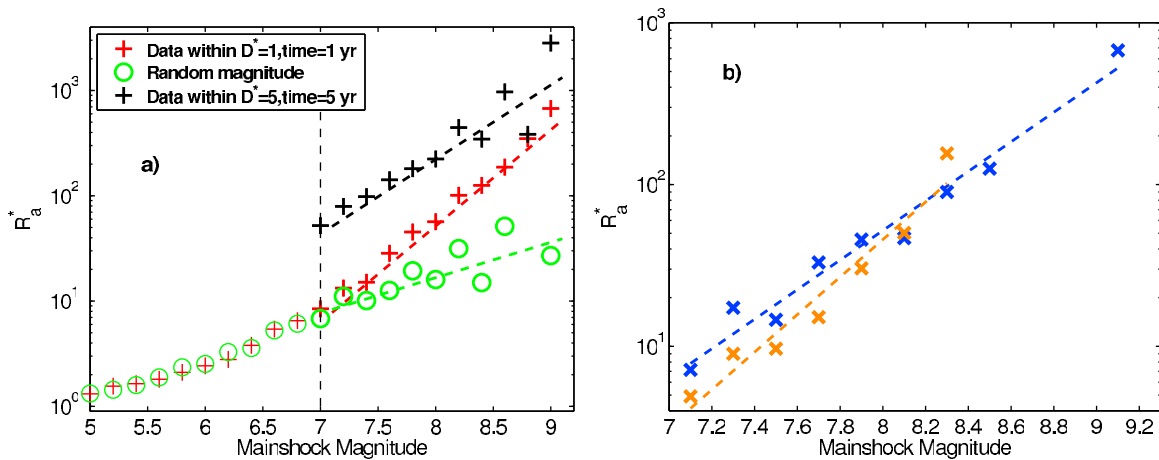 Data within D*=1,time=1 yr
Random magnitude
Data within D*=5,time=5 yr
a)
10^3
10^2
10^1
10^0
R_a^*
5 5.5 6 6.5 7 7.5 8 8.5 9
Mainshock Magnitude
b)
10^3
10^2
10^1
R_a^*
7 7.2 7.4 7.6 7.8 8 8.2 8.4 8.6 8.8 9 9.2
Mainshock Magnitude